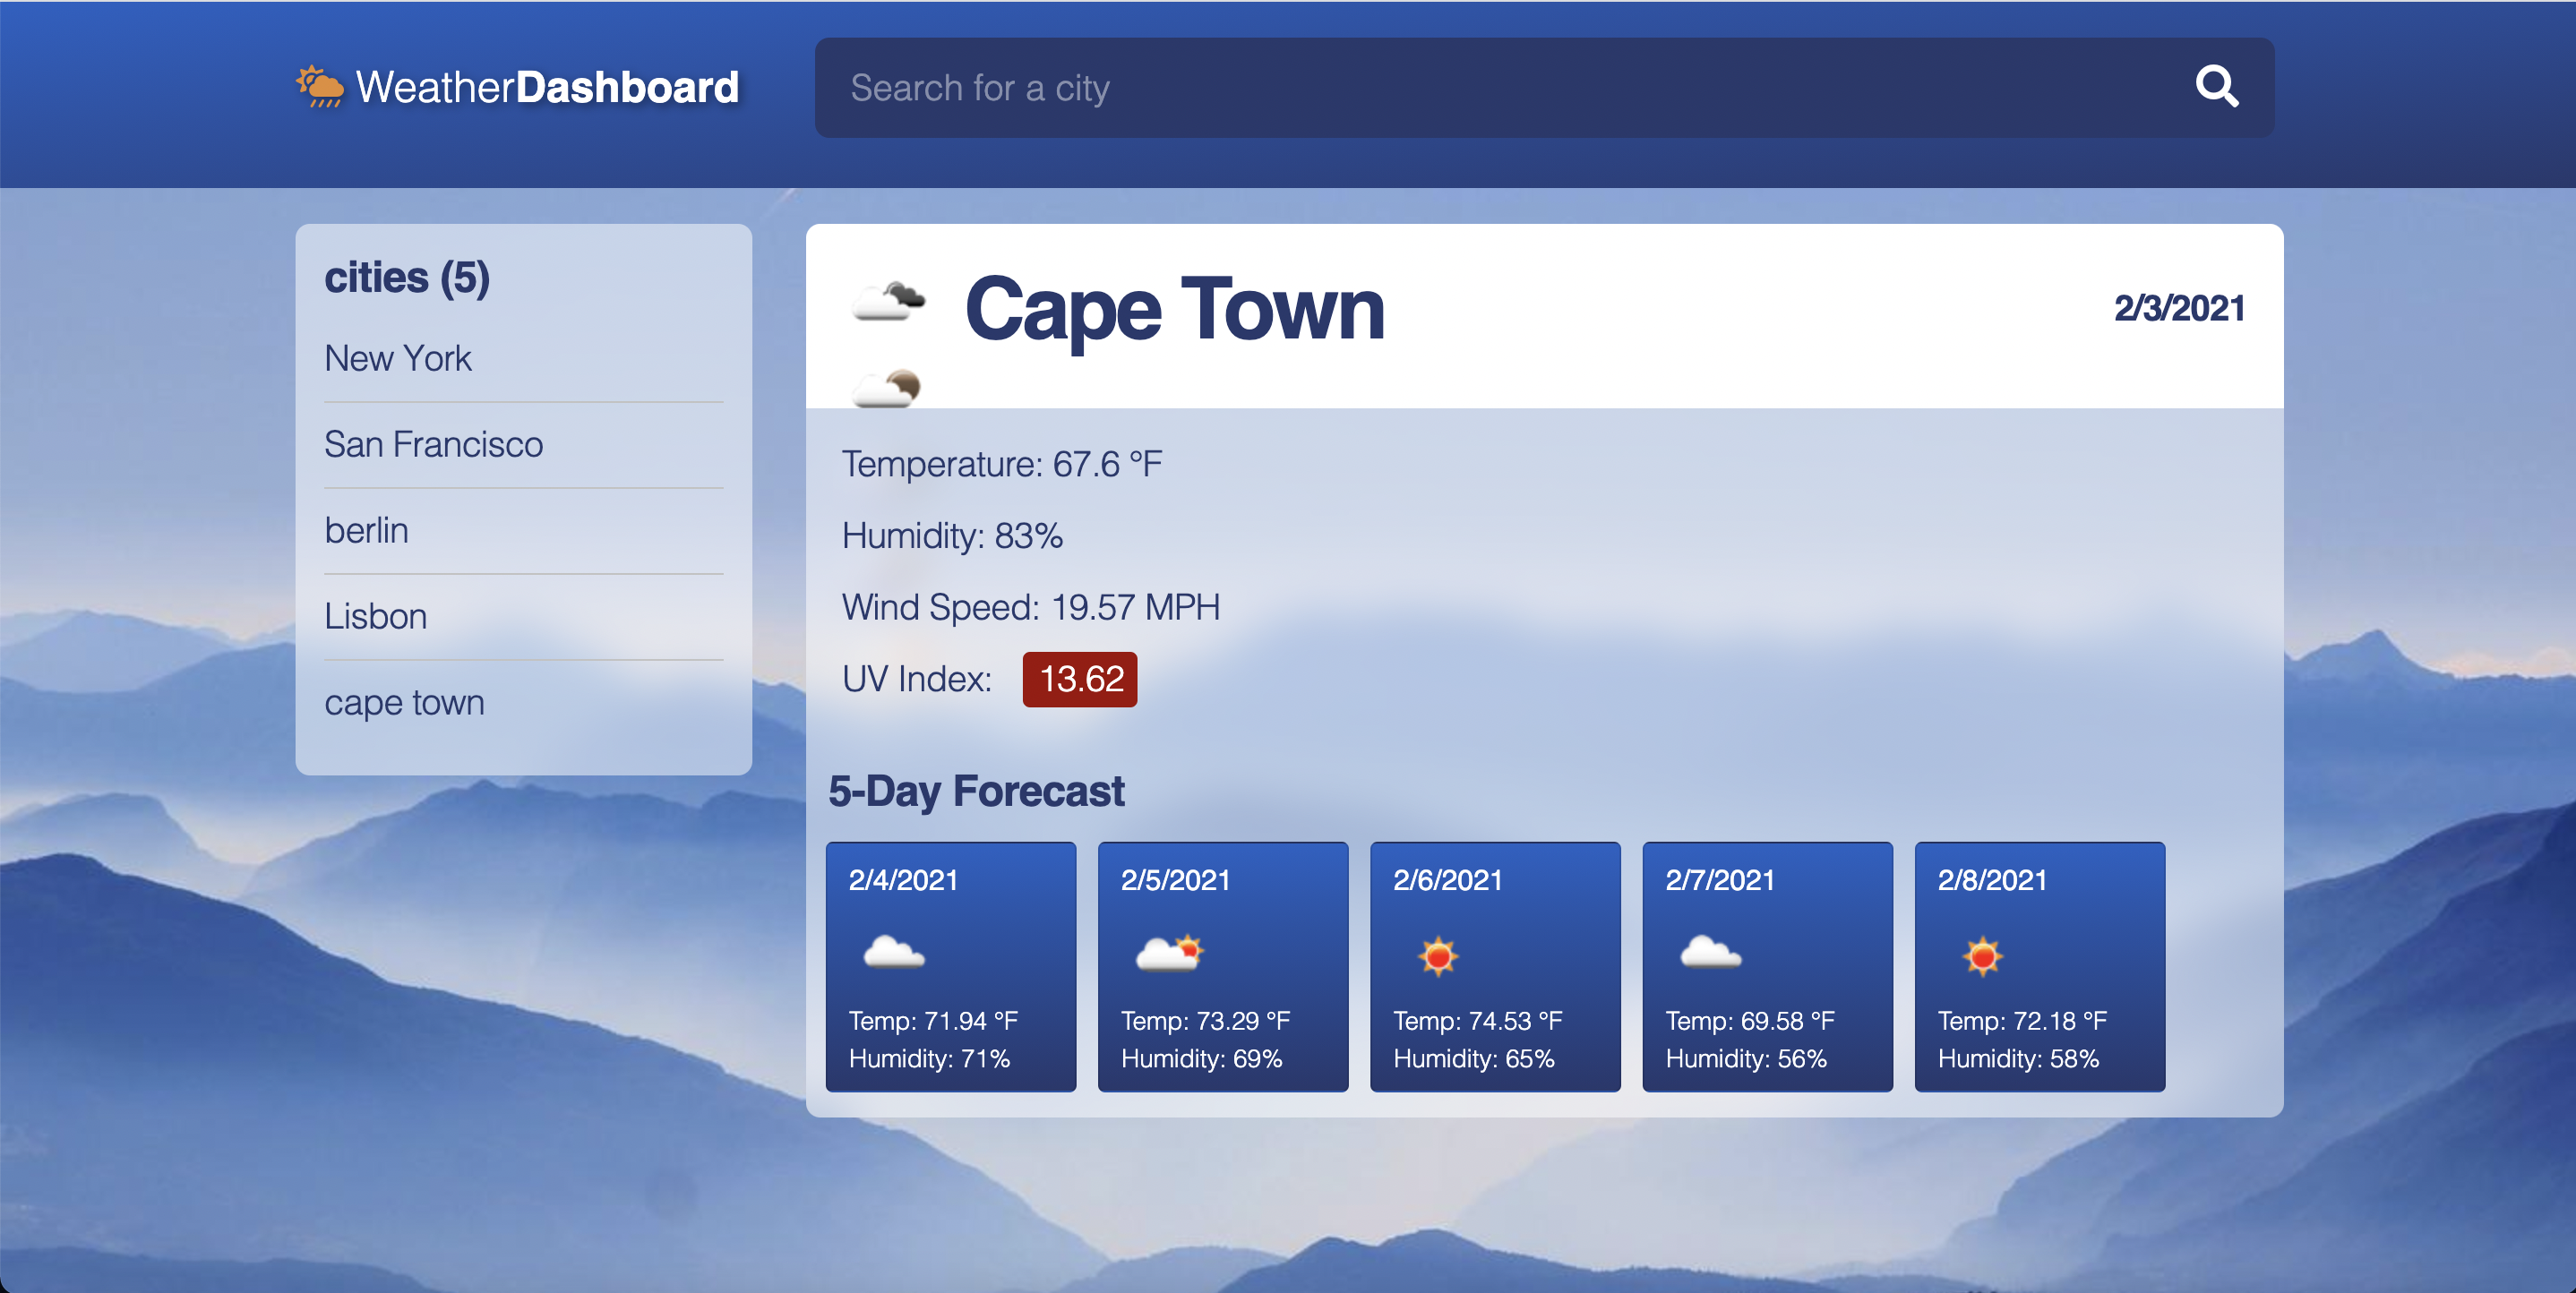 WeatherDashboard
Search for a city
cities (5)
New York
San Francisco
berlin
Lisbon
cape town
Cape Town
2/3/2021
Temperature: 67.6 °F
Humidity: 83%
Wind Speed: 19.57 MPH
UV Index: 13.62
5-Day Forecast
2/4/2021
Temp: 71.94 °F
Humidity: 71%
2/5/2021
Temp: 73.29 °F
Humidity: 69%
2/6/2021
Temp: 74.53 °F
Humidity: 65%
2/7/2021
Temp: 69.58 °F
Humidity: 56%
2/8/2021
Temp: 72.18 °F
Humidity: 58%